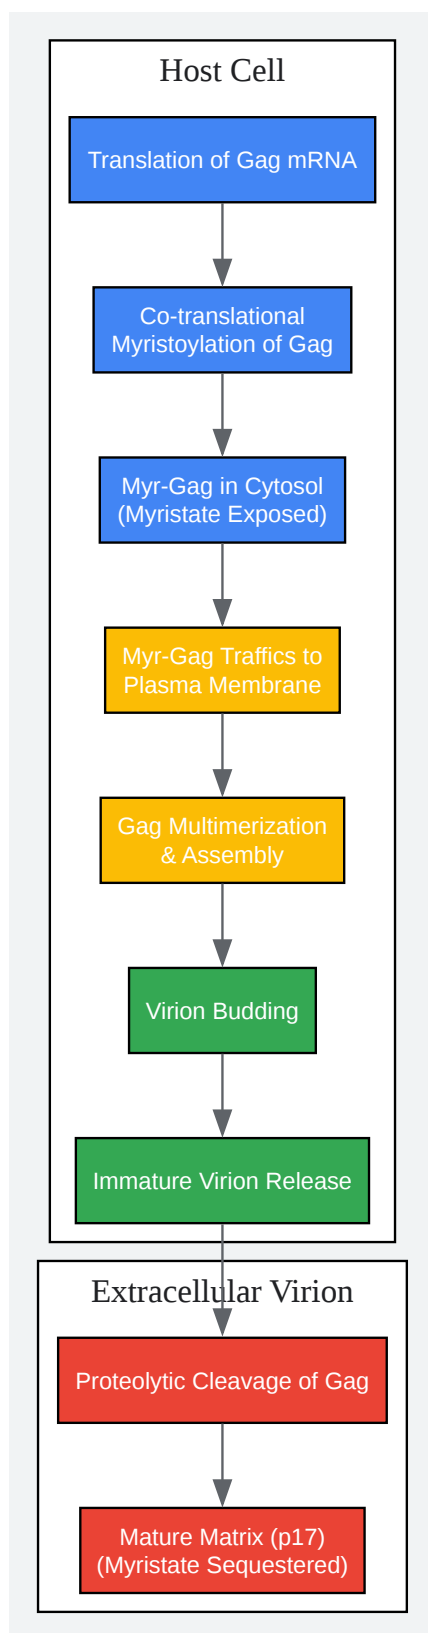 Host Cell
Translation of Gag mRNA
Co-translational
Myristoylation of Gag
Myr-Gag in Cytosol
(Myristate Exposed)
Myr-Gag Traffics to
Plasma Membrane
Gag Multimerization
& Assembly
Virion Budding
Immature Virion Release
Extracellular Virion
Proteolytic Cleavage of Gag
Mature Matrix (p17)
(Myristate Sequestered)